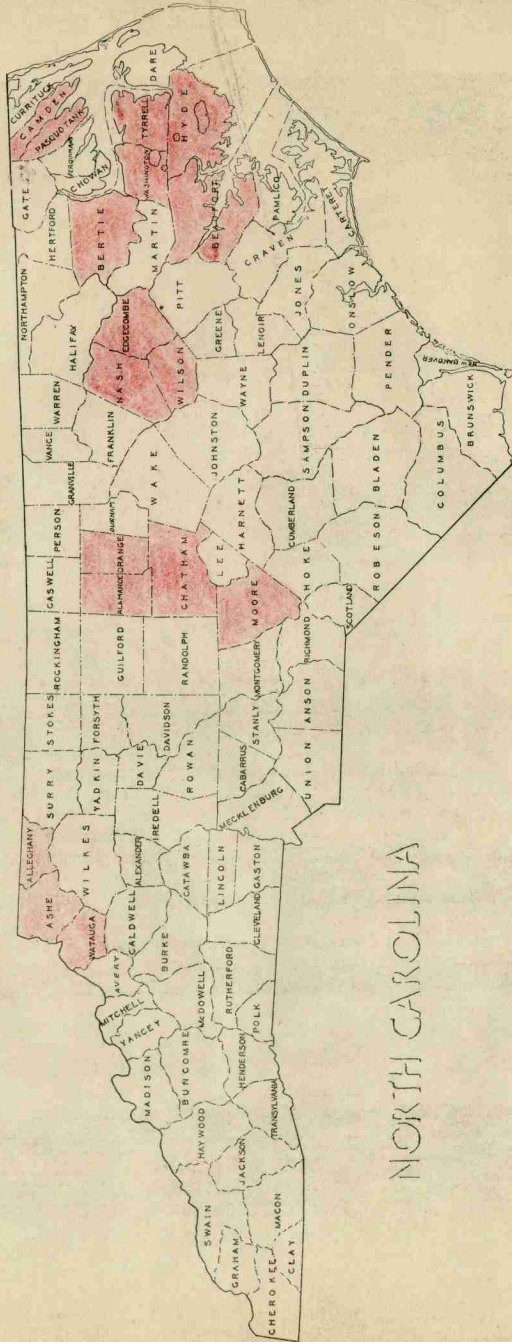 CURRITUCK
CAMDEN
PASQUOTANK
PERQUIMANS
CHOWAN
GATE
HERTFORD
NORTHAMPTON
BERTIE
DARE
TYRRELL
WASHINGTON
HYDE
MARTIN
BEAUFORT
HALIFAX
WARREN
VANCE
GRANVILLE
PERSON
CASWELL
ROCKINGHAM
STOKES
SURRY
ALLEGHANY
ASHE
WATAUGA
WILKES
YADKIN
FORSYTH
GUILFORD
ALAMANCE
ORANGE
DURHAM
FRANKLIN
NASH
EDGECOMBE
WILSON
PITT
GREENE
CRAVEN
PAMLICO
CARTERET
JONES
LENOIR
WAYNE
JOHNSTON
WAKE
CHATHAM
RANDOLPH
DAVIDSON
DAVIE
IREDELL
ALEXANDER
CALDWELL
AVERY
MITCHELL
YANCEY
MADISON
BUNCOMBE
McDOWELL
BURKE
CATAWBA
LINCOLN
ROWAN
CABARRUS
STANLY
MONTGOMERY
MOORE
LEE
HARNETT
CUMBERLAND
SAMPSON
DUPLIN
ONSLOW
PENDER
NEW HANOVER
BRUNSWICK
COLUMBUS
BLADEN
ROBESON
HOKE
SCOTLAND
RICHMOND
ANSON
UNION
MECKLENBURG
GASTON
CLEVELAND
RUTHERFORD
POLK
HENDERSON
TRANSYLVANIA
HAYWOOD
JACKSON
SWAIN
MACON
GRAHAM
CLAY
CHEROKEE
NORTH CAROLINA